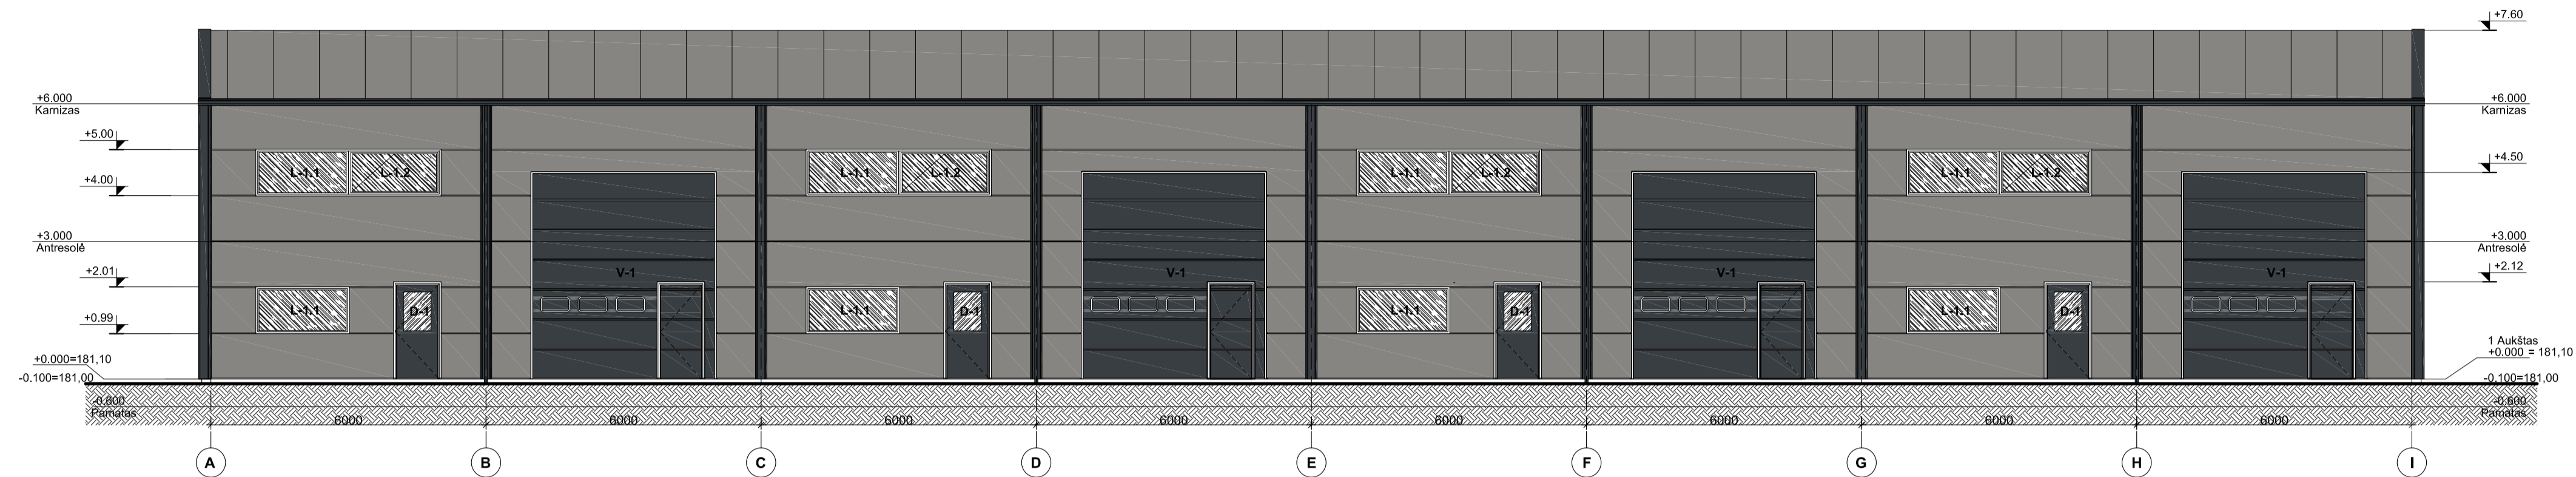 +7.60
+6.000
Karnizas
+6.000
Karnizas
+5.00
+4.50
L-1.1 L-1.2 L-1.1 L-1.2 L-1.1 L-1.2 L-1.1 L-1.2
+4.00
+3.000
Antresolė
+3.000
Antresolė
+2.01
V-1 V-1 V-1 V-1
+2.12
L-1.1 D-1 L-1.1 D-1 L-1.1 D-1 L-1.1 D-1
+0.99
+0.000=181,10
-0.100=181,00
1 Aukštas
+0.000 = 181,10
-0,100=181,00
-0.600
Pamatas
-0.600
Pamatas
6000 6000 6000 6000 6000 6000 6000 6000
A B C D E F G H I